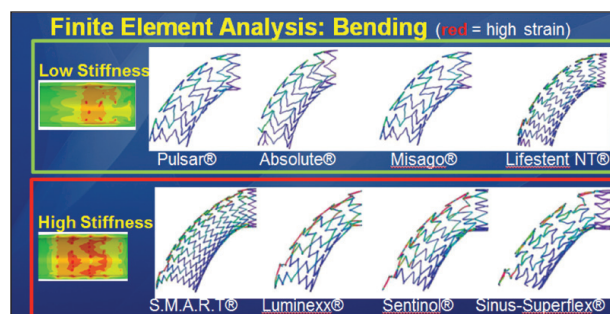 Finite Element Analysis: Bending (red = high strain)
Low Stiffness
Pulsar® Absolute® Misago® Lifestent NT®
High Stiffness
S.M.A.R.T® Luminexx® Sentinol® Sinus-Superflex®